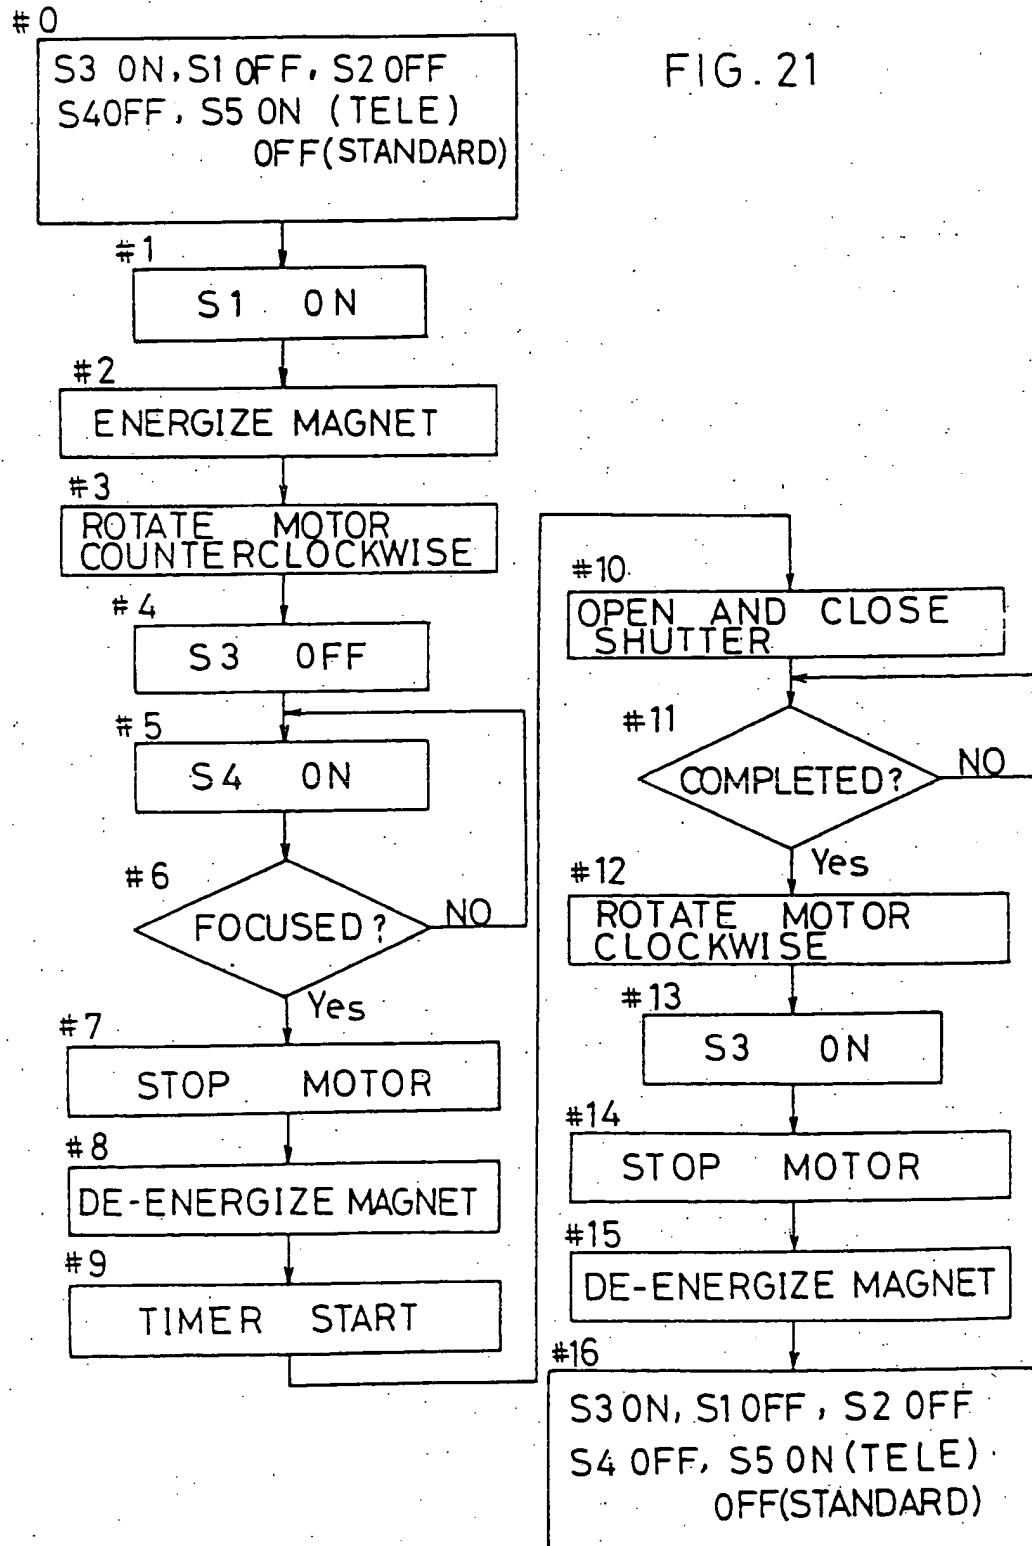 FIG. 21
#0
S3 ON, S1 OFF, S2 OFF
S4 OFF, S5 ON (TELE)
OFF(STANDARD)
#1
S1 ON
#2
ENERGIZE MAGNET
#3
ROTATE MOTOR
COUNTERCLOCKWISE
#4
S3 OFF
#5
S4 ON
#6
FOCUSED?
NO
Yes
#7
STOP MOTOR
#8
DE-ENERGIZE MAGNET
#9
TIMER START
#10
OPEN AND CLOSE
SHUTTER
#11
COMPLETED?
NO
Yes
#12
ROTATE MOTOR
CLOCKWISE
#13
S3 ON
#14
STOP MOTOR
#15
DE-ENERGIZE MAGNET
#16
S3 ON, S1 OFF, S2 OFF
S4 OFF, S5 ON (TELE)
OFF(STANDARD)